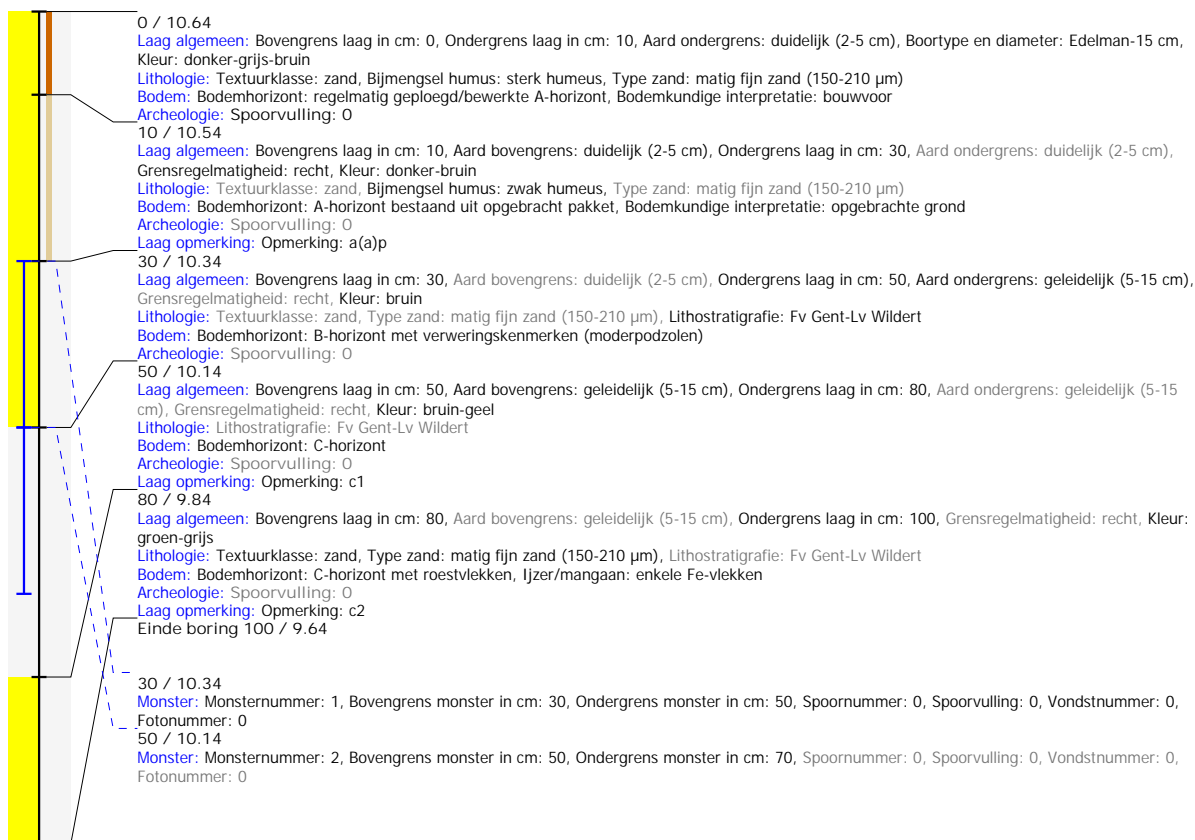 0 / 10.64
Laag algemeen: Bovengrens laag in cm: 0, Ondergrens laag in cm: 10, Aard ondergrens: duidelijk (2-5 cm), Boortype en diameter: Edelman-15 cm,
Kleur: donker-grijs-bruin
Lithologie: Textuurklasse: zand, Bijmengsel humus: sterk humeus, Type zand: matig fijn zand (150-210 µm)
Bodem: Bodemhorizont: regelmatig geploegd/bewerkte A-horizont, Bodemkundige interpretatie: bouwvoor
Archeologie: Spoorvulling: 0
10 / 10.54
Laag algemeen: Bovengrens laag in cm: 10, Aard bovengrens: duidelijk (2-5 cm), Ondergrens laag in cm: 30, Aard ondergrens: duidelijk (2-5 cm),
Grensregelmatigheid: recht, Kleur: donker-bruin
Lithologie: Textuurklasse: zand, Bijmengsel humus: zwak humeus, Type zand: matig fijn zand (150-210 µm)
Bodem: Bodemhorizont: A-horizont bestaand uit opgebracht pakket, Bodemkundige interpretatie: opgebrachte grond
Archeologie: Spoorvulling: 0
Laag opmerking: Opmerking: a(a)p
30 / 10.34
Laag algemeen: Bovengrens laag in cm: 30, Aard bovengrens: duidelijk (2-5 cm), Ondergrens laag in cm: 50, Aard ondergrens: geleidelijk (5-15 cm),
Grensregelmatigheid: recht, Kleur: bruin
Lithologie: Textuurklasse: zand, Type zand: matig fijn zand (150-210 µm), Lithostratigrafie: Fv Gent-Lv Wildert
Bodem: Bodemhorizont: B-horizont met verweringskenmerken (moderpodzolen)
Archeologie: Spoorvulling: 0
50 / 10.14
Laag algemeen: Bovengrens laag in cm: 50, Aard bovengrens: geleidelijk (5-15 cm), Ondergrens laag in cm: 80, Aard ondergrens: geleidelijk (5-15
cm), Grensregelmatigheid: recht, Kleur: bruin-geel
Lithologie: Lithostratigrafie: Fv Gent-Lv Wildert
Bodem: Bodemhorizont: C-horizont
Archeologie: Spoorvulling: 0
Laag opmerking: Opmerking: c1
80 / 9.84
Laag algemeen: Bovengrens laag in cm: 80, Aard bovengrens: geleidelijk (5-15 cm), Ondergrens laag in cm: 100, Grensregelmatigheid: recht, Kleur:
groen-grijs
Lithologie: Textuurklasse: zand, Type zand: matig fijn zand (150-210 µm), Lithostratigrafie: Fv Gent-Lv Wildert
Bodem: Bodemhorizont: C-horizont met roestvlekken, Ijzer/mangaan: enkele Fe-vlekken
Archeologie: Spoorvulling: 0
Laag opmerking: Opmerking: c2
Einde boring 100 / 9.64
30 / 10.34
Monster: Monsternummer: 1, Bovengrens monster in cm: 30, Ondergrens monster in cm: 50, Spoornummer: 0, Spoorvulling: 0, Vondstnummer: 0,
Fotonummer: 0
50 / 10.14
Monster: Monsternummer: 2, Bovengrens monster in cm: 50, Ondergrens monster in cm: 70, Spoornummer: 0, Spoorvulling: 0, Vondstnummer: 0,
Fotonummer: 0